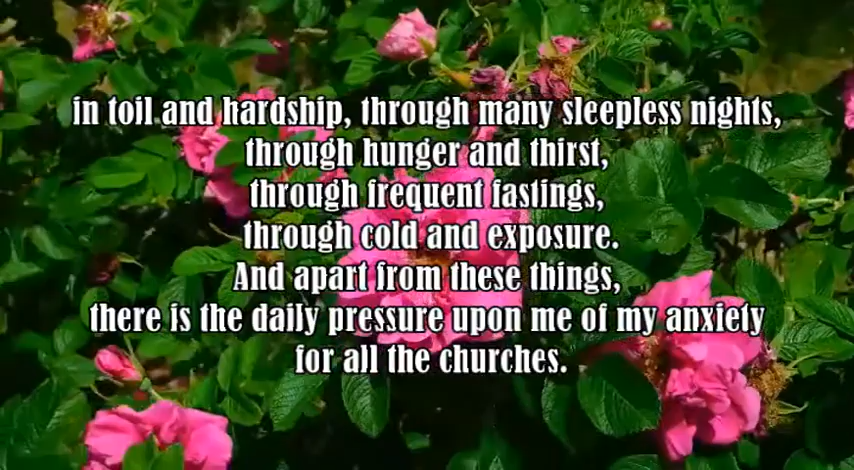 in toil and hardship, through many sleepless nights,
through hunger and thirst,
through frequent fastings,
through cold and exposure.
And apart from these things,
there is the daily pressure upon me of my anxiety
for all the churches.